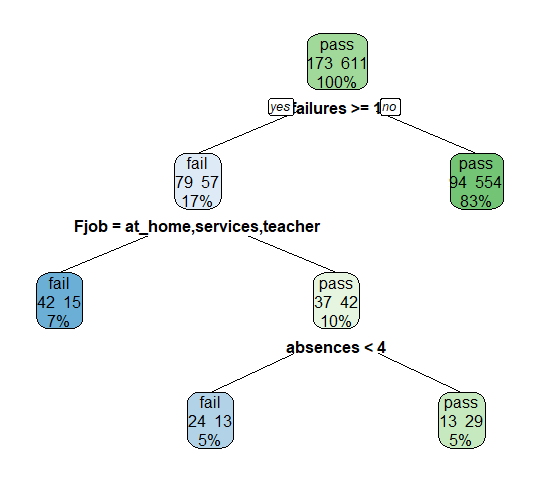 pass
173 611
100%
yes failures >= 1 no
fail
79 57
17%
pass
94 554
83%
Fjob = at_home,services,teacher
fail
42 15
7%
pass
37 42
10%
absences < 4
fail
24 13
5%
pass
13 29
5%